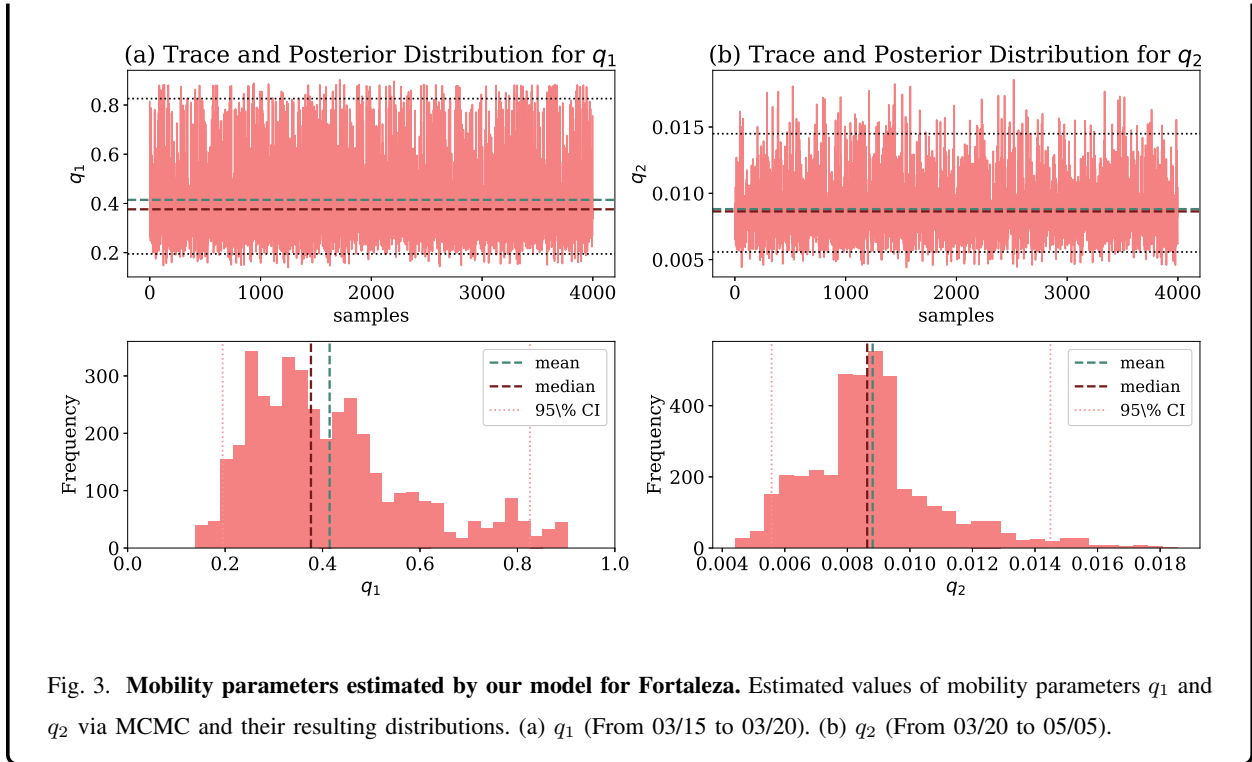 (a) Trace and Posterior Distribution for q1
0.8
0.6
0.4
0.2
q1
0 1000 2000 3000 4000
samples
(b) Trace and Posterior Distribution for q2
0.015
0.010
0.005
q2
0 1000 2000 3000 4000
samples
300
200
100
0
Frequency
mean
median
95\% CI
0.0 0.2 0.4 0.6 0.8 1.0
q1
400
200
0
Frequency
mean
median
95\% CI
0.004 0.006 0.008 0.010 0.012 0.014 0.016 0.018
q2
Fig. 3. Mobility parameters estimated by our model for Fortaleza. Estimated values of mobility parameters q1 and
q2 via MCMC and their resulting distributions. (a) q1 (From 03/15 to 03/20). (b) q2 (From 03/20 to 05/05).